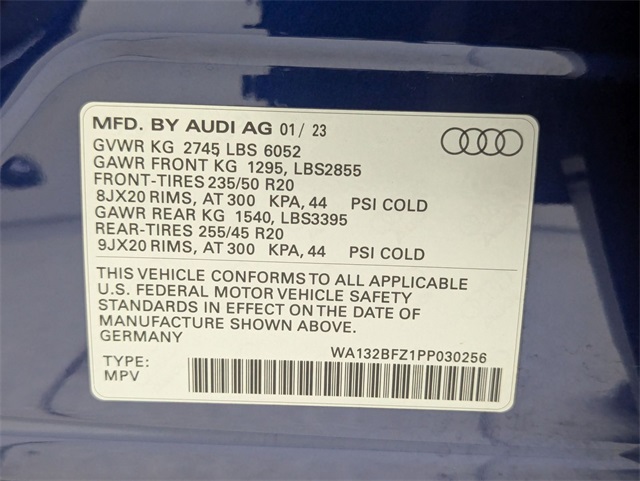 MFD. BY AUDI AG 01/ 23
GVWR KG 2745 LBS 6052
GAWR FRONT KG 1295, LBS2855
FRONT-TIRES 235/50 R20
8JX20 RIMS, AT 300 KPA, 44 PSI COLD
GAWR REAR KG 1540, LBS3395
REAR-TIRES 255/45 R20
9JX20 RIMS, AT 300 KPA, 44 PSI COLD
THIS VEHICLE CONFORMS TO ALL APPLICABLE
U.S. FEDERAL MOTOR VEHICLE SAFETY
STANDARDS IN EFFECT ON THE DATE OF
MANUFACTURE SHOWN ABOVE.
GERMANY
WA132BFZ1PP030256
TYPE:
MPV